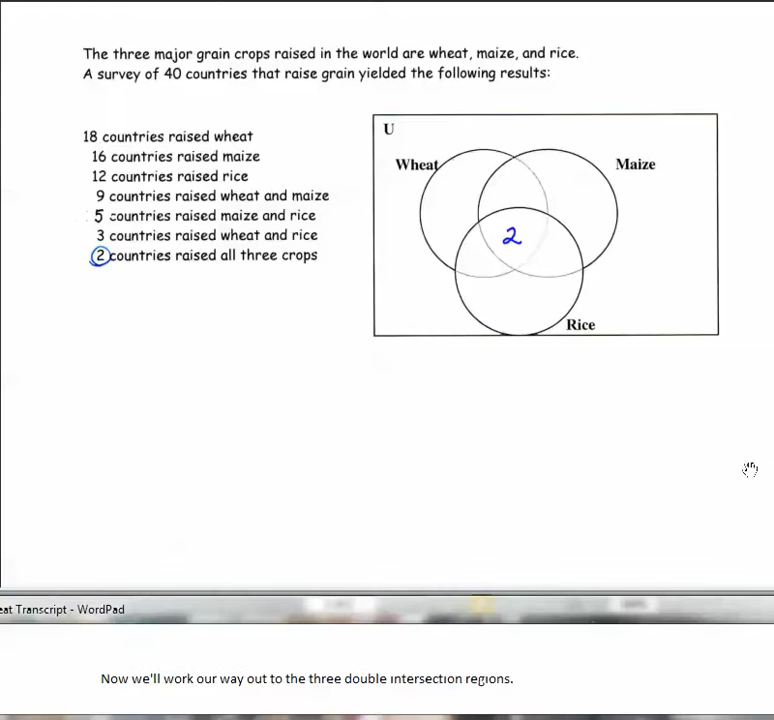 The three major grain crops raised in the world are wheat, maize, and rice.
A survey of 40 countries that raise grain yielded the following results:
18 countries raised wheat
16 countries raised maize
12 countries raised rice
9 countries raised wheat and maize
5 countries raised maize and rice
3 countries raised wheat and rice
2 countries raised all three crops
U
Wheat
Maize
2
Rice
eat Transcript - WordPad
Now we'll work our way out to the three double intersection regions.